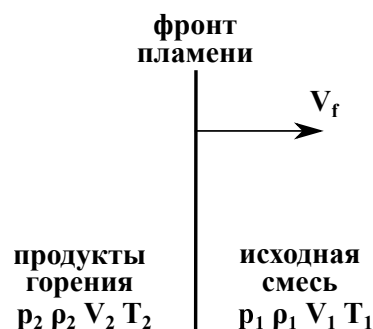 фронт
пламени
V_f
продукты
горения
p₂ ρ₂ V₂ T₂
исходная
смесь
p₁ ρ₁ V₁ T₁